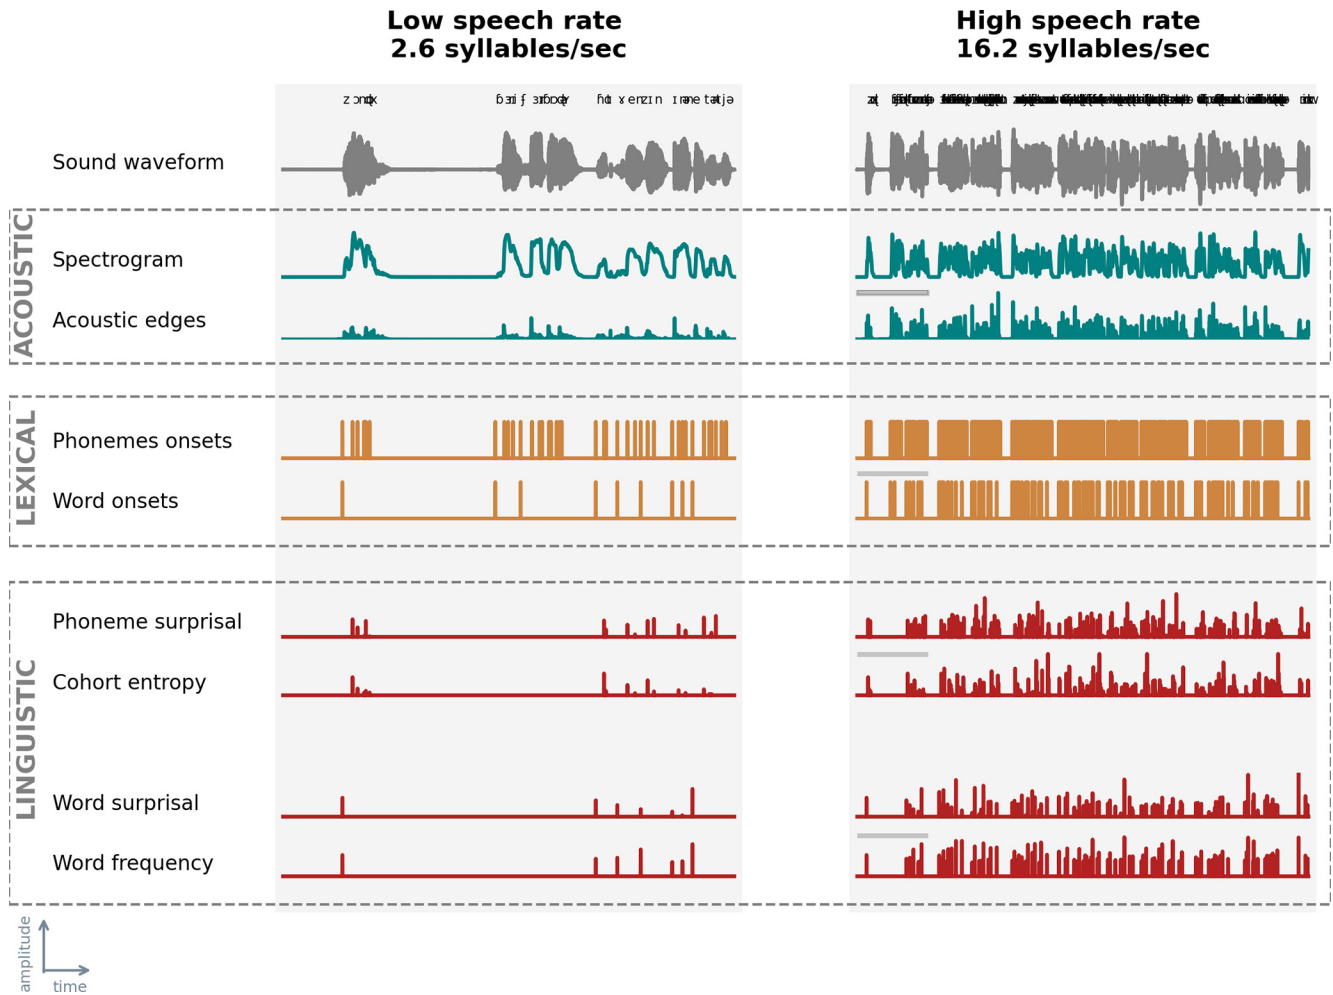 Low speech rate
2.6 syllables/sec
High speech rate
16.2 syllables/sec
Sound waveform
ACOUSTIC
Spectrogram
Acoustic edges
LEXICAL
Phonemes onsets
Word onsets
LINGUISTIC
Phoneme surprisal
Cohort entropy
Word surprisal
Word frequency
amplitude
time